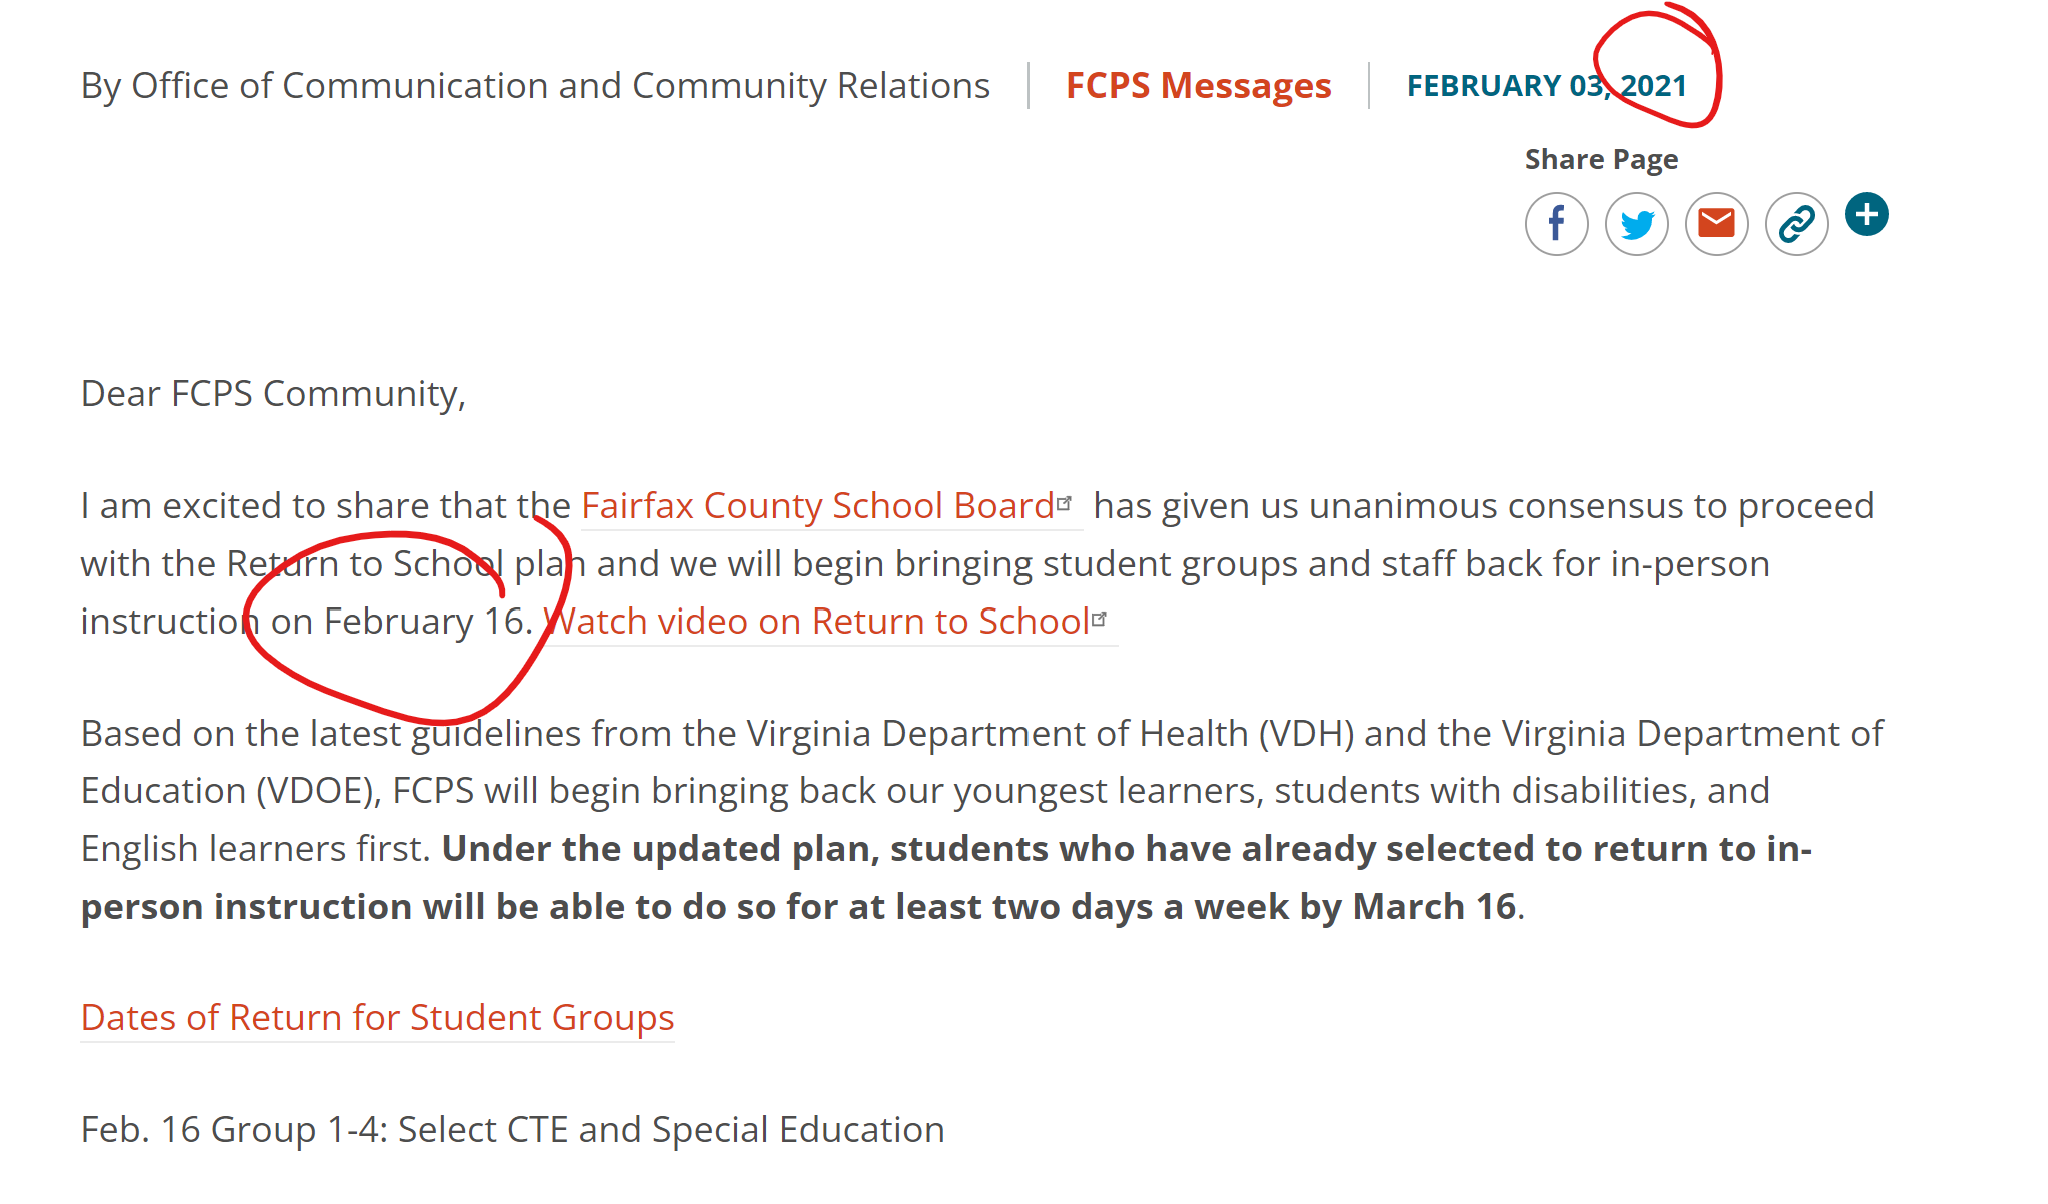 By Office of Communication and Community Relations | FCPS Messages | FEBRUARY 03, 2021
Share Page
Dear FCPS Community,
I am excited to share that the Fairfax County School Board has given us unanimous consensus to proceed
with the Return to School plan and we will begin bringing student groups and staff back for in-person
instruction on February 16. Watch video on Return to School
Based on the latest guidelines from the Virginia Department of Health (VDH) and the Virginia Department of
Education (VDOE), FCPS will begin bringing back our youngest learners, students with disabilities, and
English learners first. Under the updated plan, students who have already selected to return to in-
person instruction will be able to do so for at least two days a week by March 16.
Dates of Return for Student Groups
Feb. 16 Group 1-4: Select CTE and Special Education